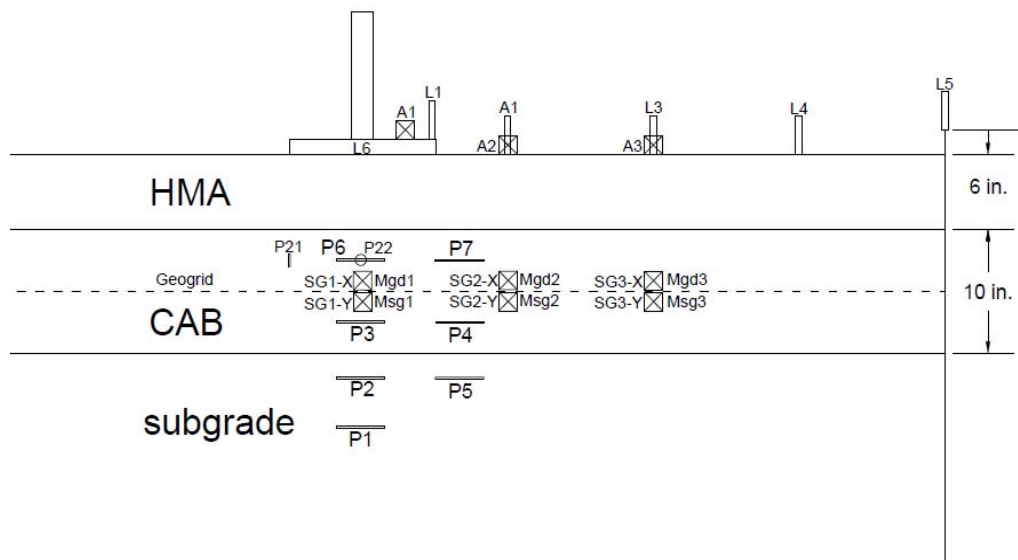 L5
L1
A1
A1
L3
L4
A2
A3
L6
6 in.
HMA
P21
P6
P22
P7
Geogrid
SG1-X
Mgd1
SG2-X
Mgd2
SG3-X
Mgd3
10 in.
SG1-Y
Msg1
SG2-Y
Msg2
SG3-Y
Msg3
CAB
P3
P4
P2
P5
subgrade
P1